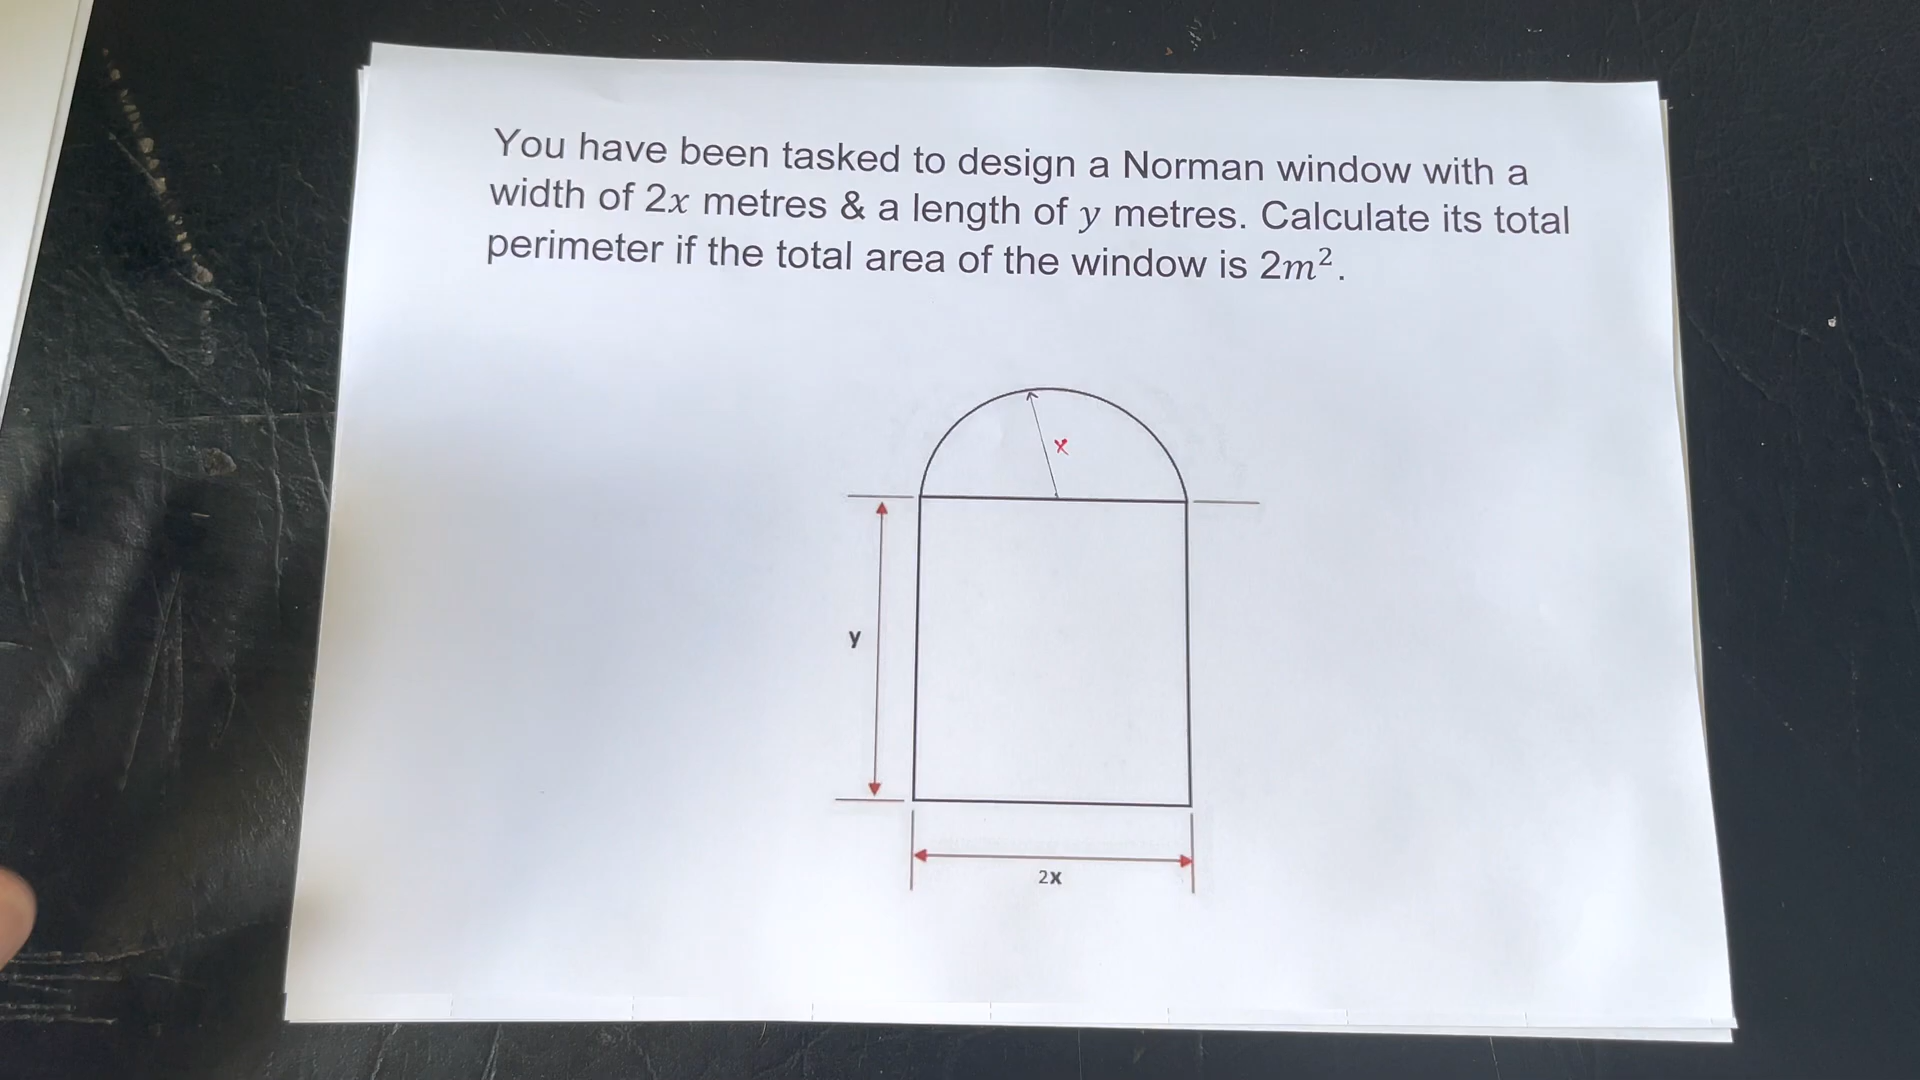 You have been tasked to design a Norman window with a
width of 2x metres & a length of y metres. Calculate its total
perimeter if the total area of the window is 2m².
x
y
2x